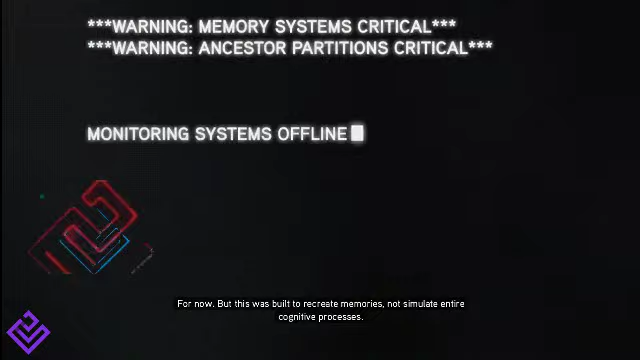 ***WARNING: MEMORY SYSTEMS CRITICAL***
***WARNING: ANCESTOR PARTITIONS CRITICAL***
MONITORING SYSTEMS OFFLINE
For now. But this was built to recreate memories, not simulate entire
cognitive processes.